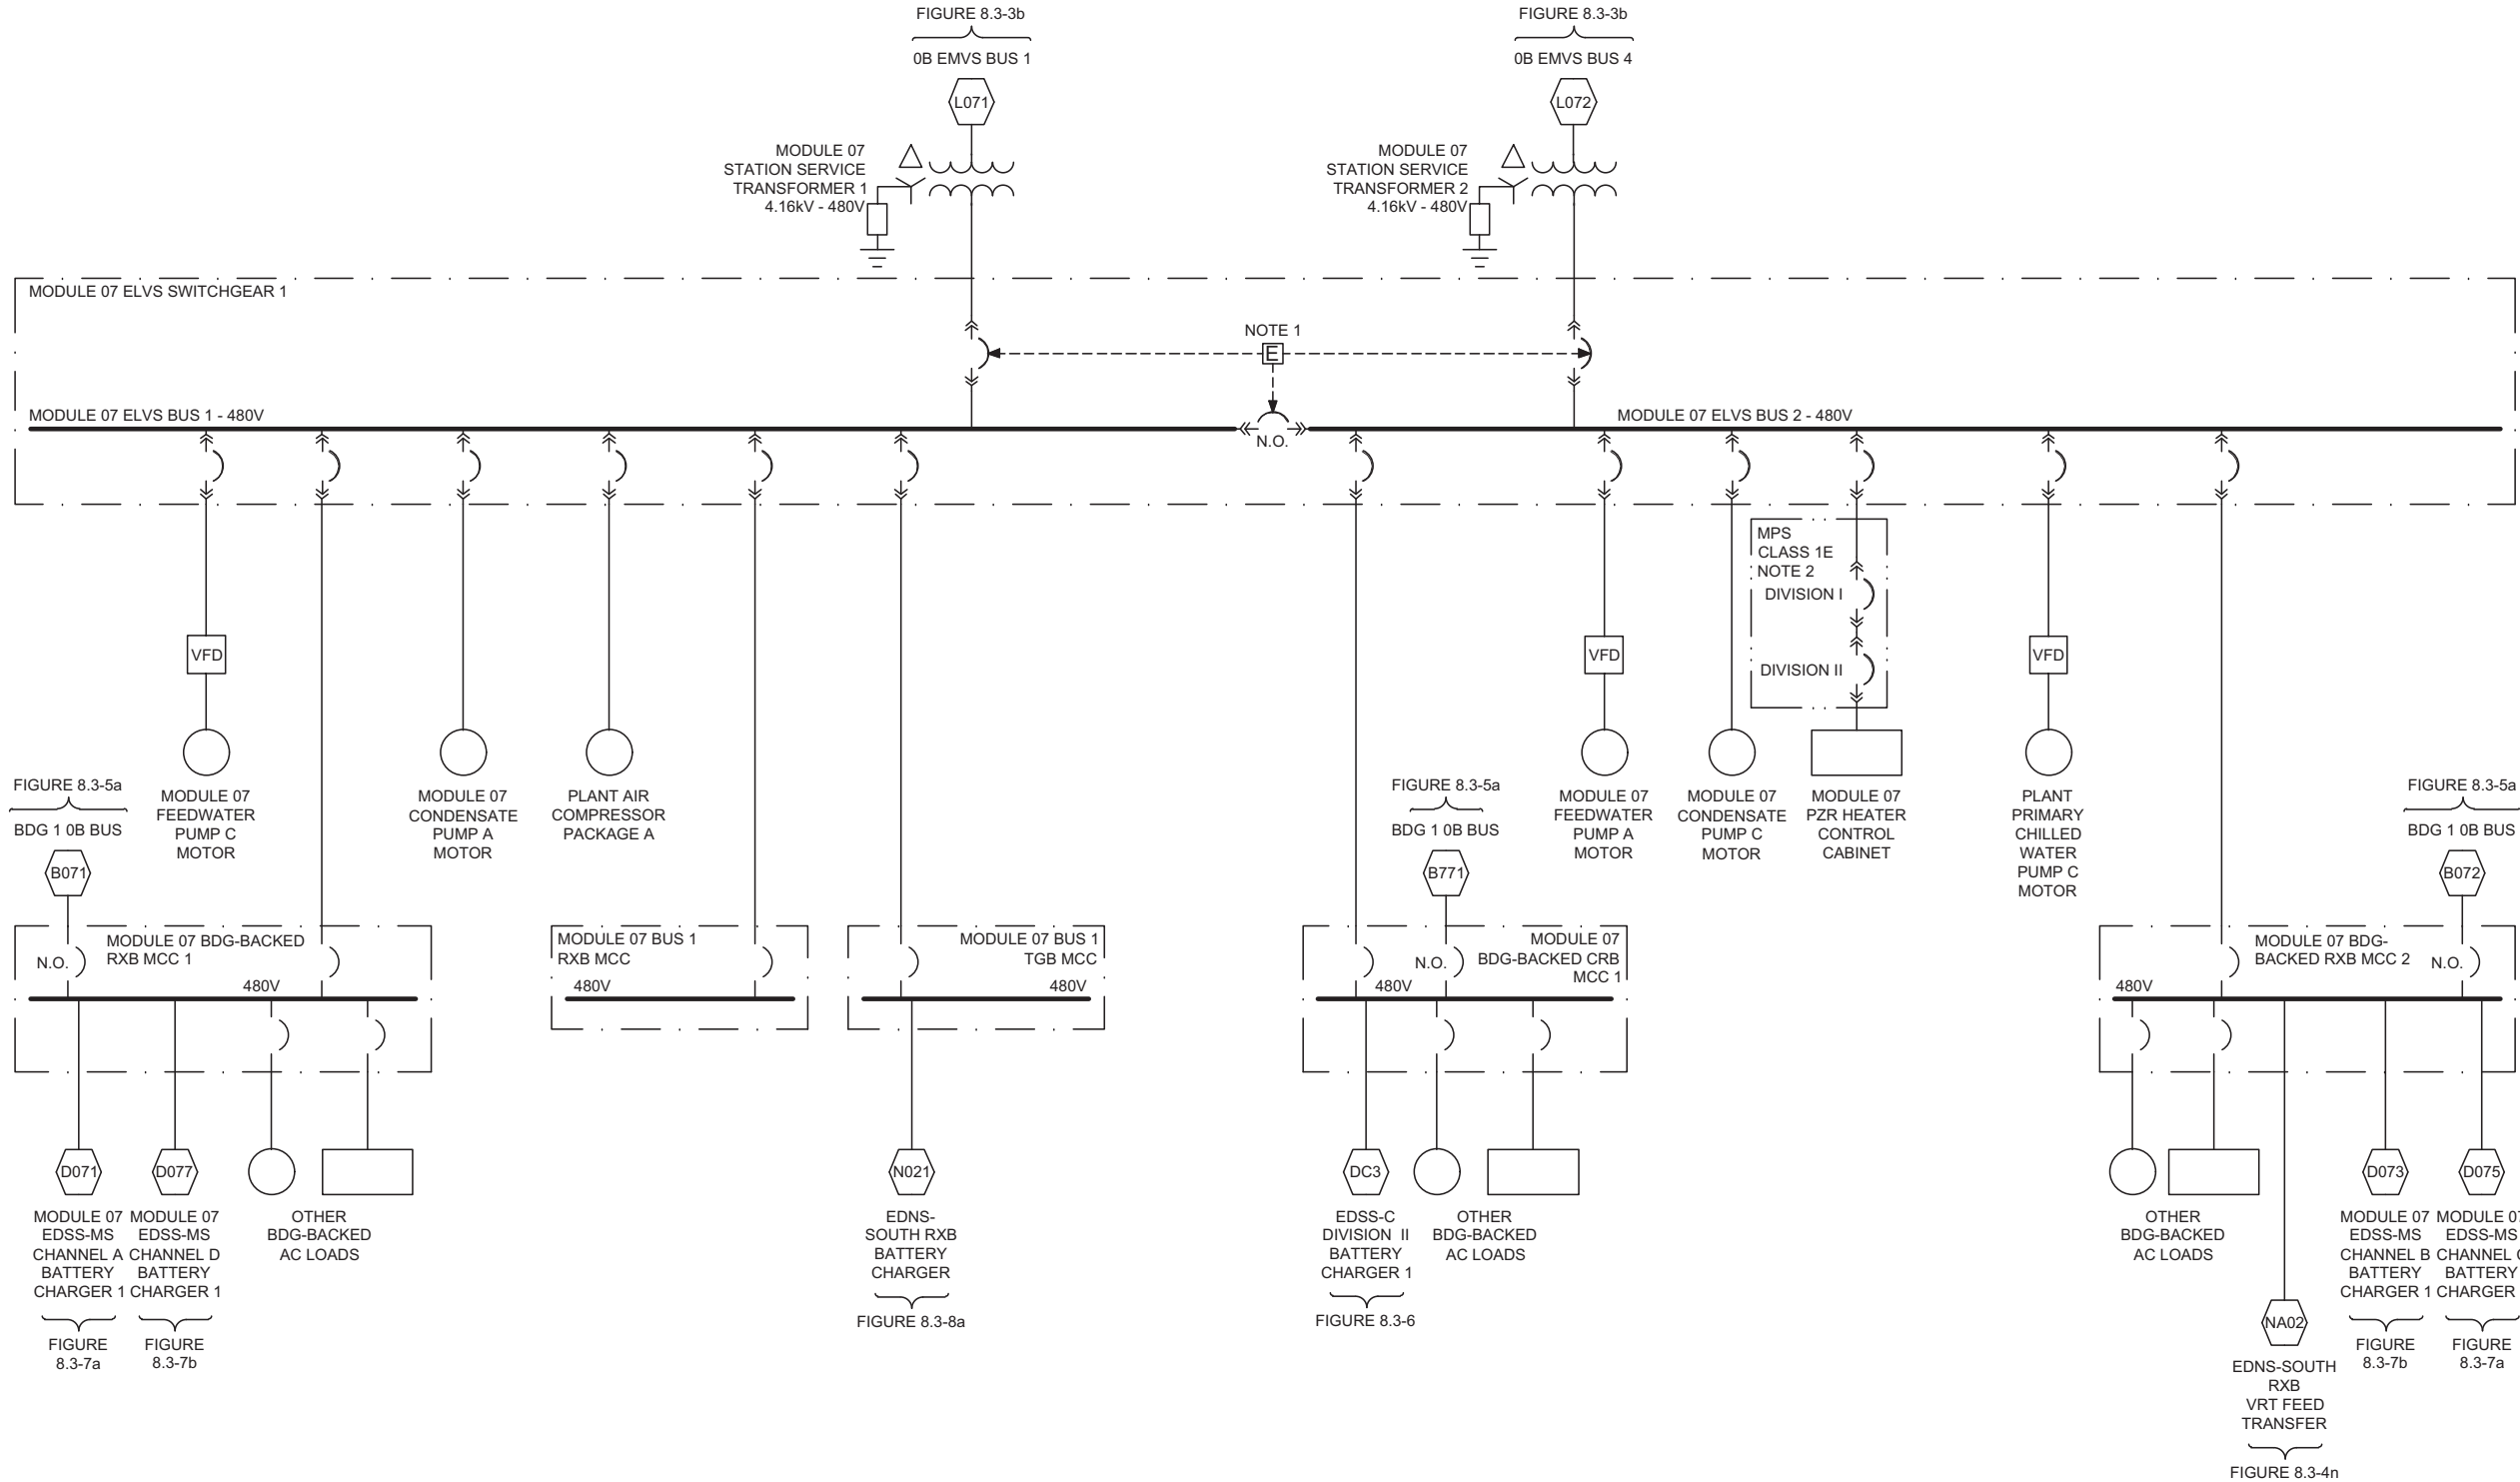 FIGURE 8.3-3b
0B EMVS BUS 1
L071
MODULE 07
STATION SERVICE
TRANSFORMER 1
4.16kV - 480V
FIGURE 8.3-3b
0B EMVS BUS 4
L072
MODULE 07
STATION SERVICE
TRANSFORMER 2
4.16kV - 480V
MODULE 07 ELVS SWITCHGEAR 1
NOTE 1
E
MODULE 07 ELVS BUS 1 - 480V
N.O.
MODULE 07 ELVS BUS 2 - 480V
MPS
CLASS 1E
NOTE 2
DIVISION I
DIVISION II
VFD
VFD
VFD
MODULE 07
FEEDWATER
PUMP C
MOTOR
MODULE 07
CONDENSATE
PUMP A
MOTOR
PLANT AIR
COMPRESSOR
PACKAGE A
MODULE 07
FEEDWATER
PUMP A
MOTOR
MODULE 07
CONDENSATE
PUMP C
MOTOR
MODULE 07
PZR HEATER
CONTROL
CABINET
PLANT
PRIMARY
CHILLED
WATER
PUMP C
MOTOR
FIGURE 8.3-5a
BDG 1 0B BUS
B071
FIGURE 8.3-5a
BDG 1 0B BUS
B771
FIGURE 8.3-5a
BDG 1 0B BUS
B072
N.O.
MODULE 07 BDG-BACKED
RXB MCC 1
480V
MODULE 07 BUS 1
RXB MCC
480V
MODULE 07 BUS 1
TGB MCC
480V
N.O.
MODULE 07
BDG-BACKED CRB
MCC 1
480V
MODULE 07 BDG-
BACKED RXB MCC 2
N.O.
480V
D071
MODULE 07
EDSS-MS
CHANNEL A
BATTERY
CHARGER 1
FIGURE
8.3-7a
D077
MODULE 07
EDSS-MS
CHANNEL D
BATTERY
CHARGER 1
FIGURE
8.3-7b
OTHER
BDG-BACKED
AC LOADS
N021
EDNS-
SOUTH RXB
BATTERY
CHARGER
FIGURE 8.3-8a
DC3
EDSS-C
DIVISION II
BATTERY
CHARGER 1
FIGURE 8.3-6
OTHER
BDG-BACKED
AC LOADS
OTHER
BDG-BACKED
AC LOADS
NA02
EDNS-SOUTH
RXB
VRT FEED
TRANSFER
FIGURE 8.3-4n
D073
MODULE 07
EDSS-MS
CHANNEL B
BATTERY
CHARGER 1
FIGURE
8.3-7b
D075
MODULE 07
EDSS-MS
CHANNEL
BATTERY
CHARGER
FIGURE
8.3-7a